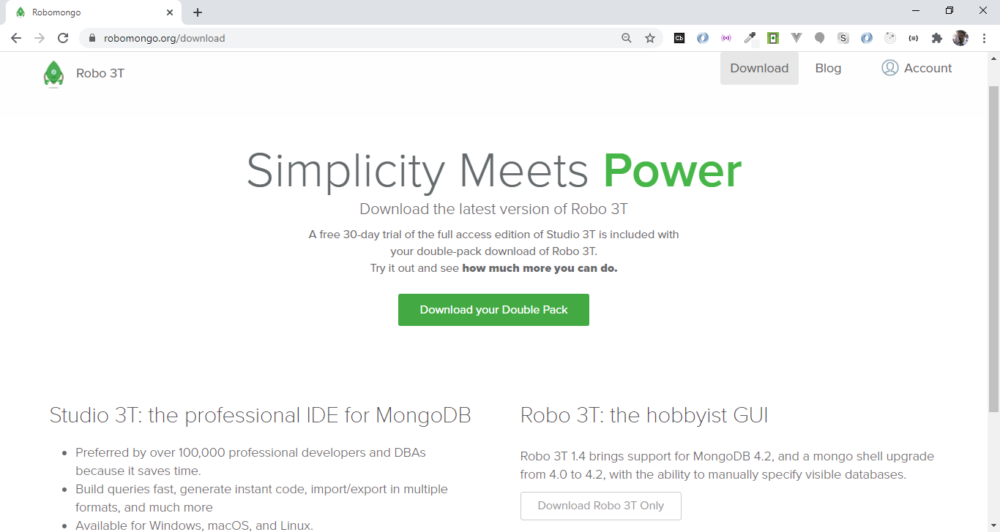 Robomongo
robomongo.org/download
Robo 3T
Download
Blog
Account
Simplicity Meets Power
Download the latest version of Robo 3T
A free 30-day trial of the full access edition of Studio 3T is included with
your double-pack download of Robo 3T.
Try it out and see how much more you can do.
Download your Double Pack
Studio 3T: the professional IDE for MongoDB
Preferred by over 100,000 professional developers and DBAs
because it saves time.
Build queries fast, generate instant code, import/export in multiple
formats, and much more
Available for Windows, macOS, and Linux.
Robo 3T: the hobbyist GUI
Robo 3T 1.4 brings support for MongoDB 4.2, and a mongo shell upgrade
from 4.0 to 4.2, with the ability to manually specify visible databases.
Download Robo 3T Only